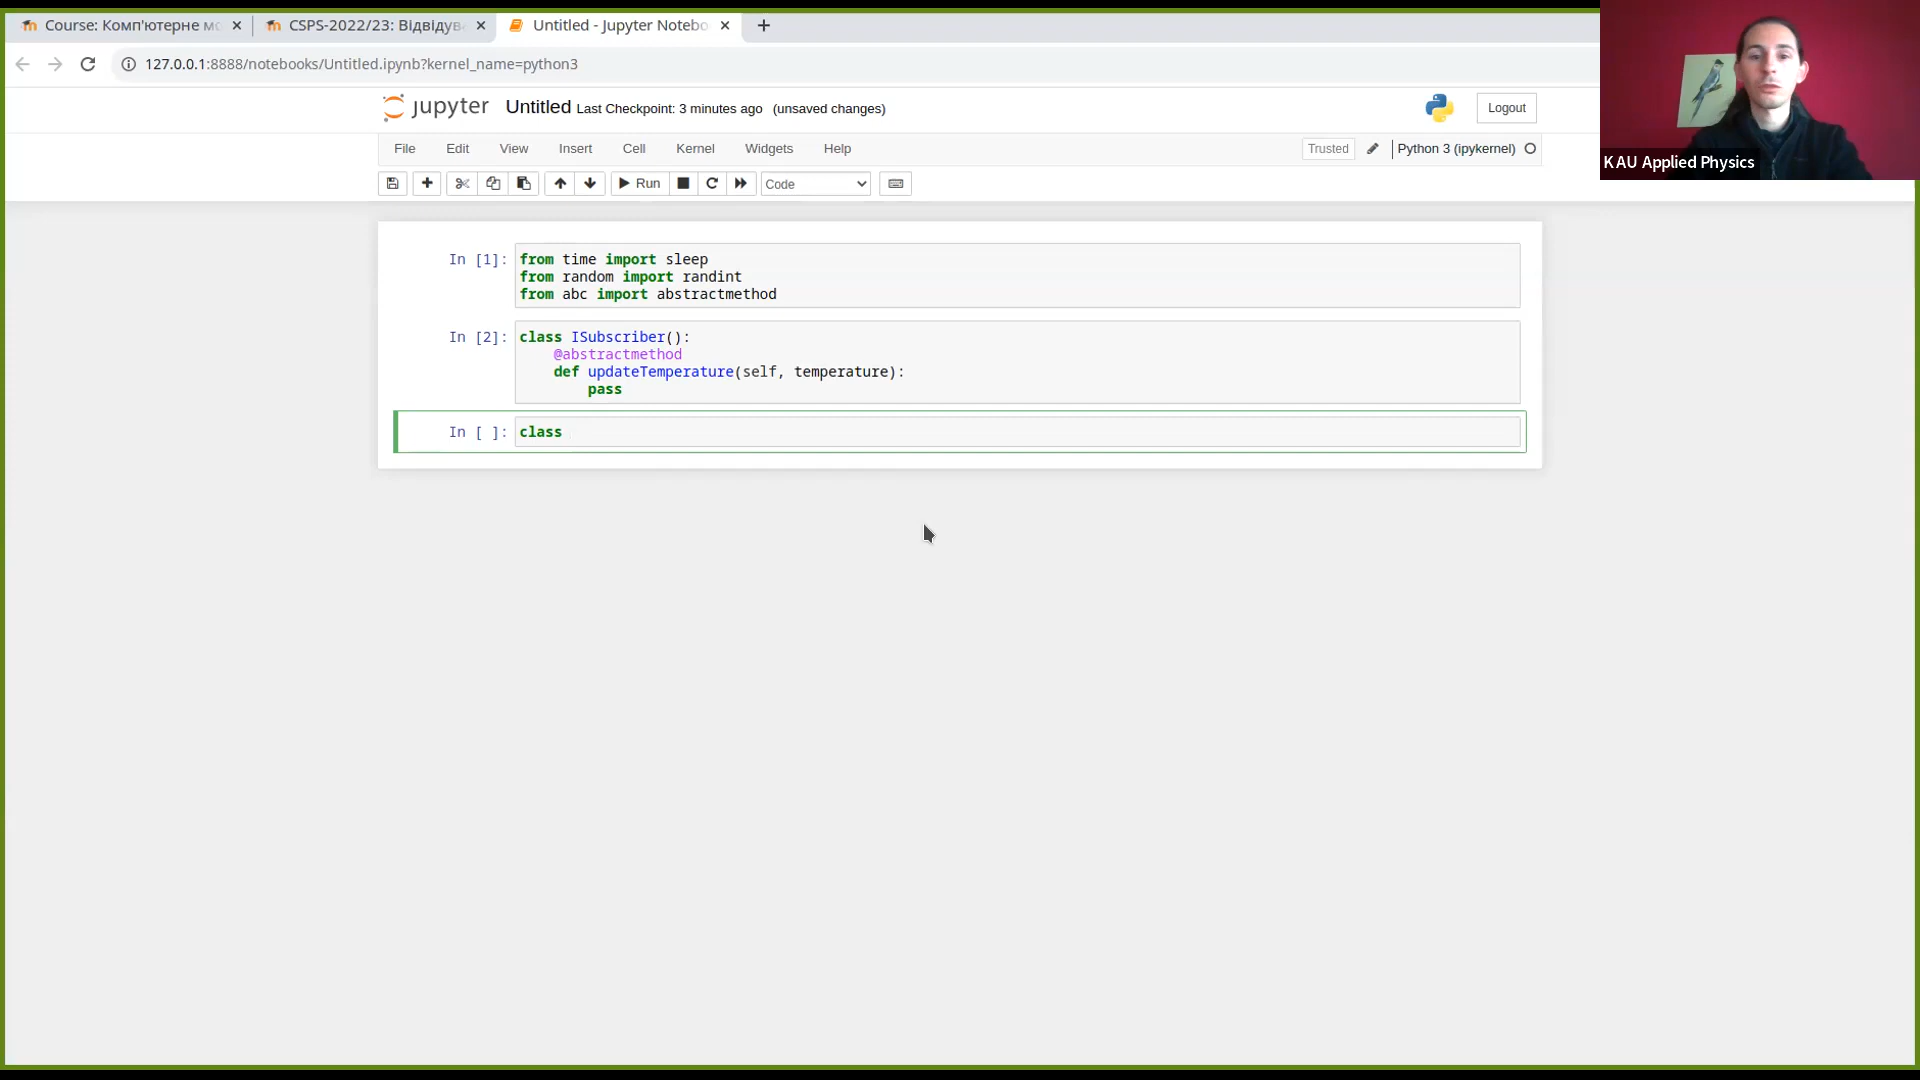 Course: Комп'ютерне мо
CSPS-2022/23: Відвідув
Untitled - Jupyter Notebo
127.0.0.1:8888/notebooks/Untitled.ipynb?kernel_name=python3
jupyter Untitled Last Checkpoint: 3 minutes ago (unsaved changes)
Logout
File Edit View Insert Cell Kernel Widgets Help
Trusted Python 3 (ipykernel)
Run Code
KAU Applied Physics
In [1]: from time import sleep
from random import randint
from abc import abstractmethod
In [2]: class ISubscriber():
@abstractmethod
def updateTemperature(self, temperature):
pass
In [ ]: class